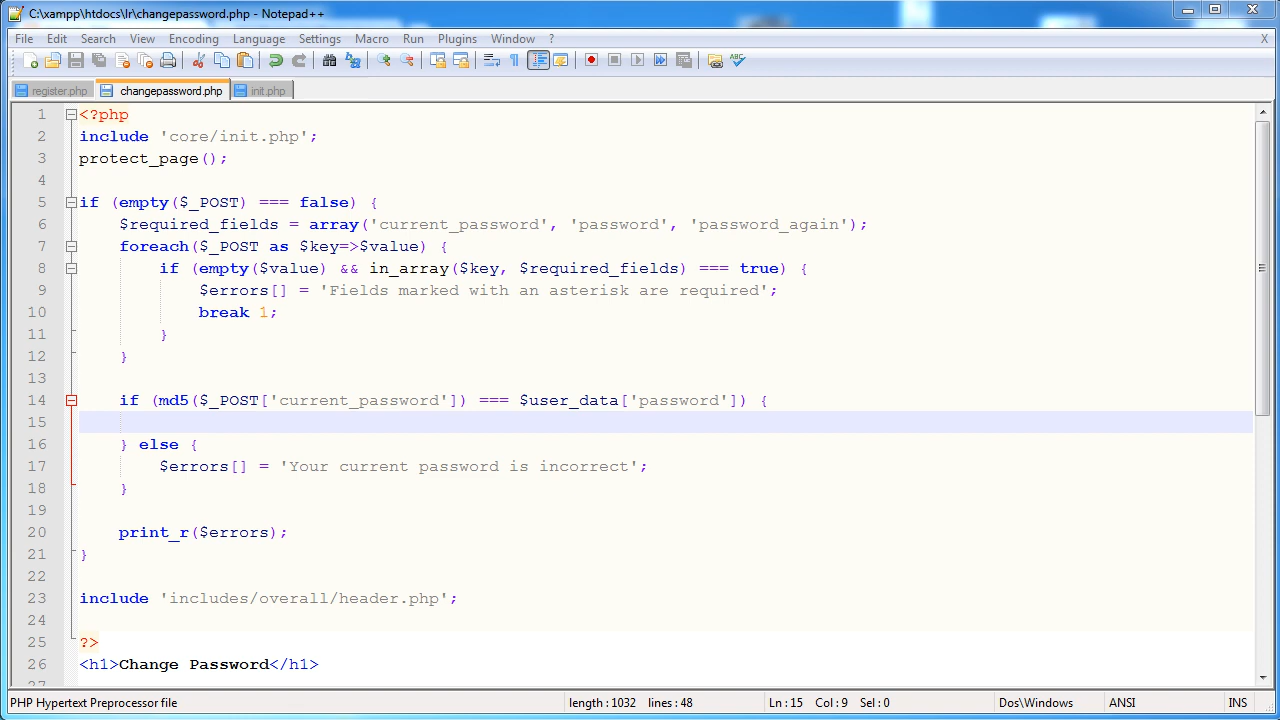 C:\xampp\htdocs\lr\changepassword.php - Notepad++
File Edit Search View Encoding Language Settings Macro Run Plugins Window ? X
register.php changepassword.php init.php
1 <?php
2 include 'core/init.php';
3 protect_page();
4
5 if (empty($_POST) === false) {
6 $required_fields = array('current_password', 'password', 'password_again');
7 foreach($_POST as $key=>$value) {
8 if (empty($value) && in_array($key, $required_fields) === true) {
9 $errors[] = 'Fields marked with an asterisk are required';
10 break 1;
11 }
12 }
13
14 if (md5($_POST['current_password']) === $user_data['password']) {
15
16 } else {
17 $errors[] = 'Your current password is incorrect';
18 }
19
20 print_r($errors);
21 }
22
23 include 'includes/overall/header.php';
24
25 ?>
26 <h1>Change Password</h1>
27
PHP Hypertext Preprocessor file length : 1032 lines : 48 Ln : 15 Col : 9 Sel : 0 Dos\Windows ANSI INS